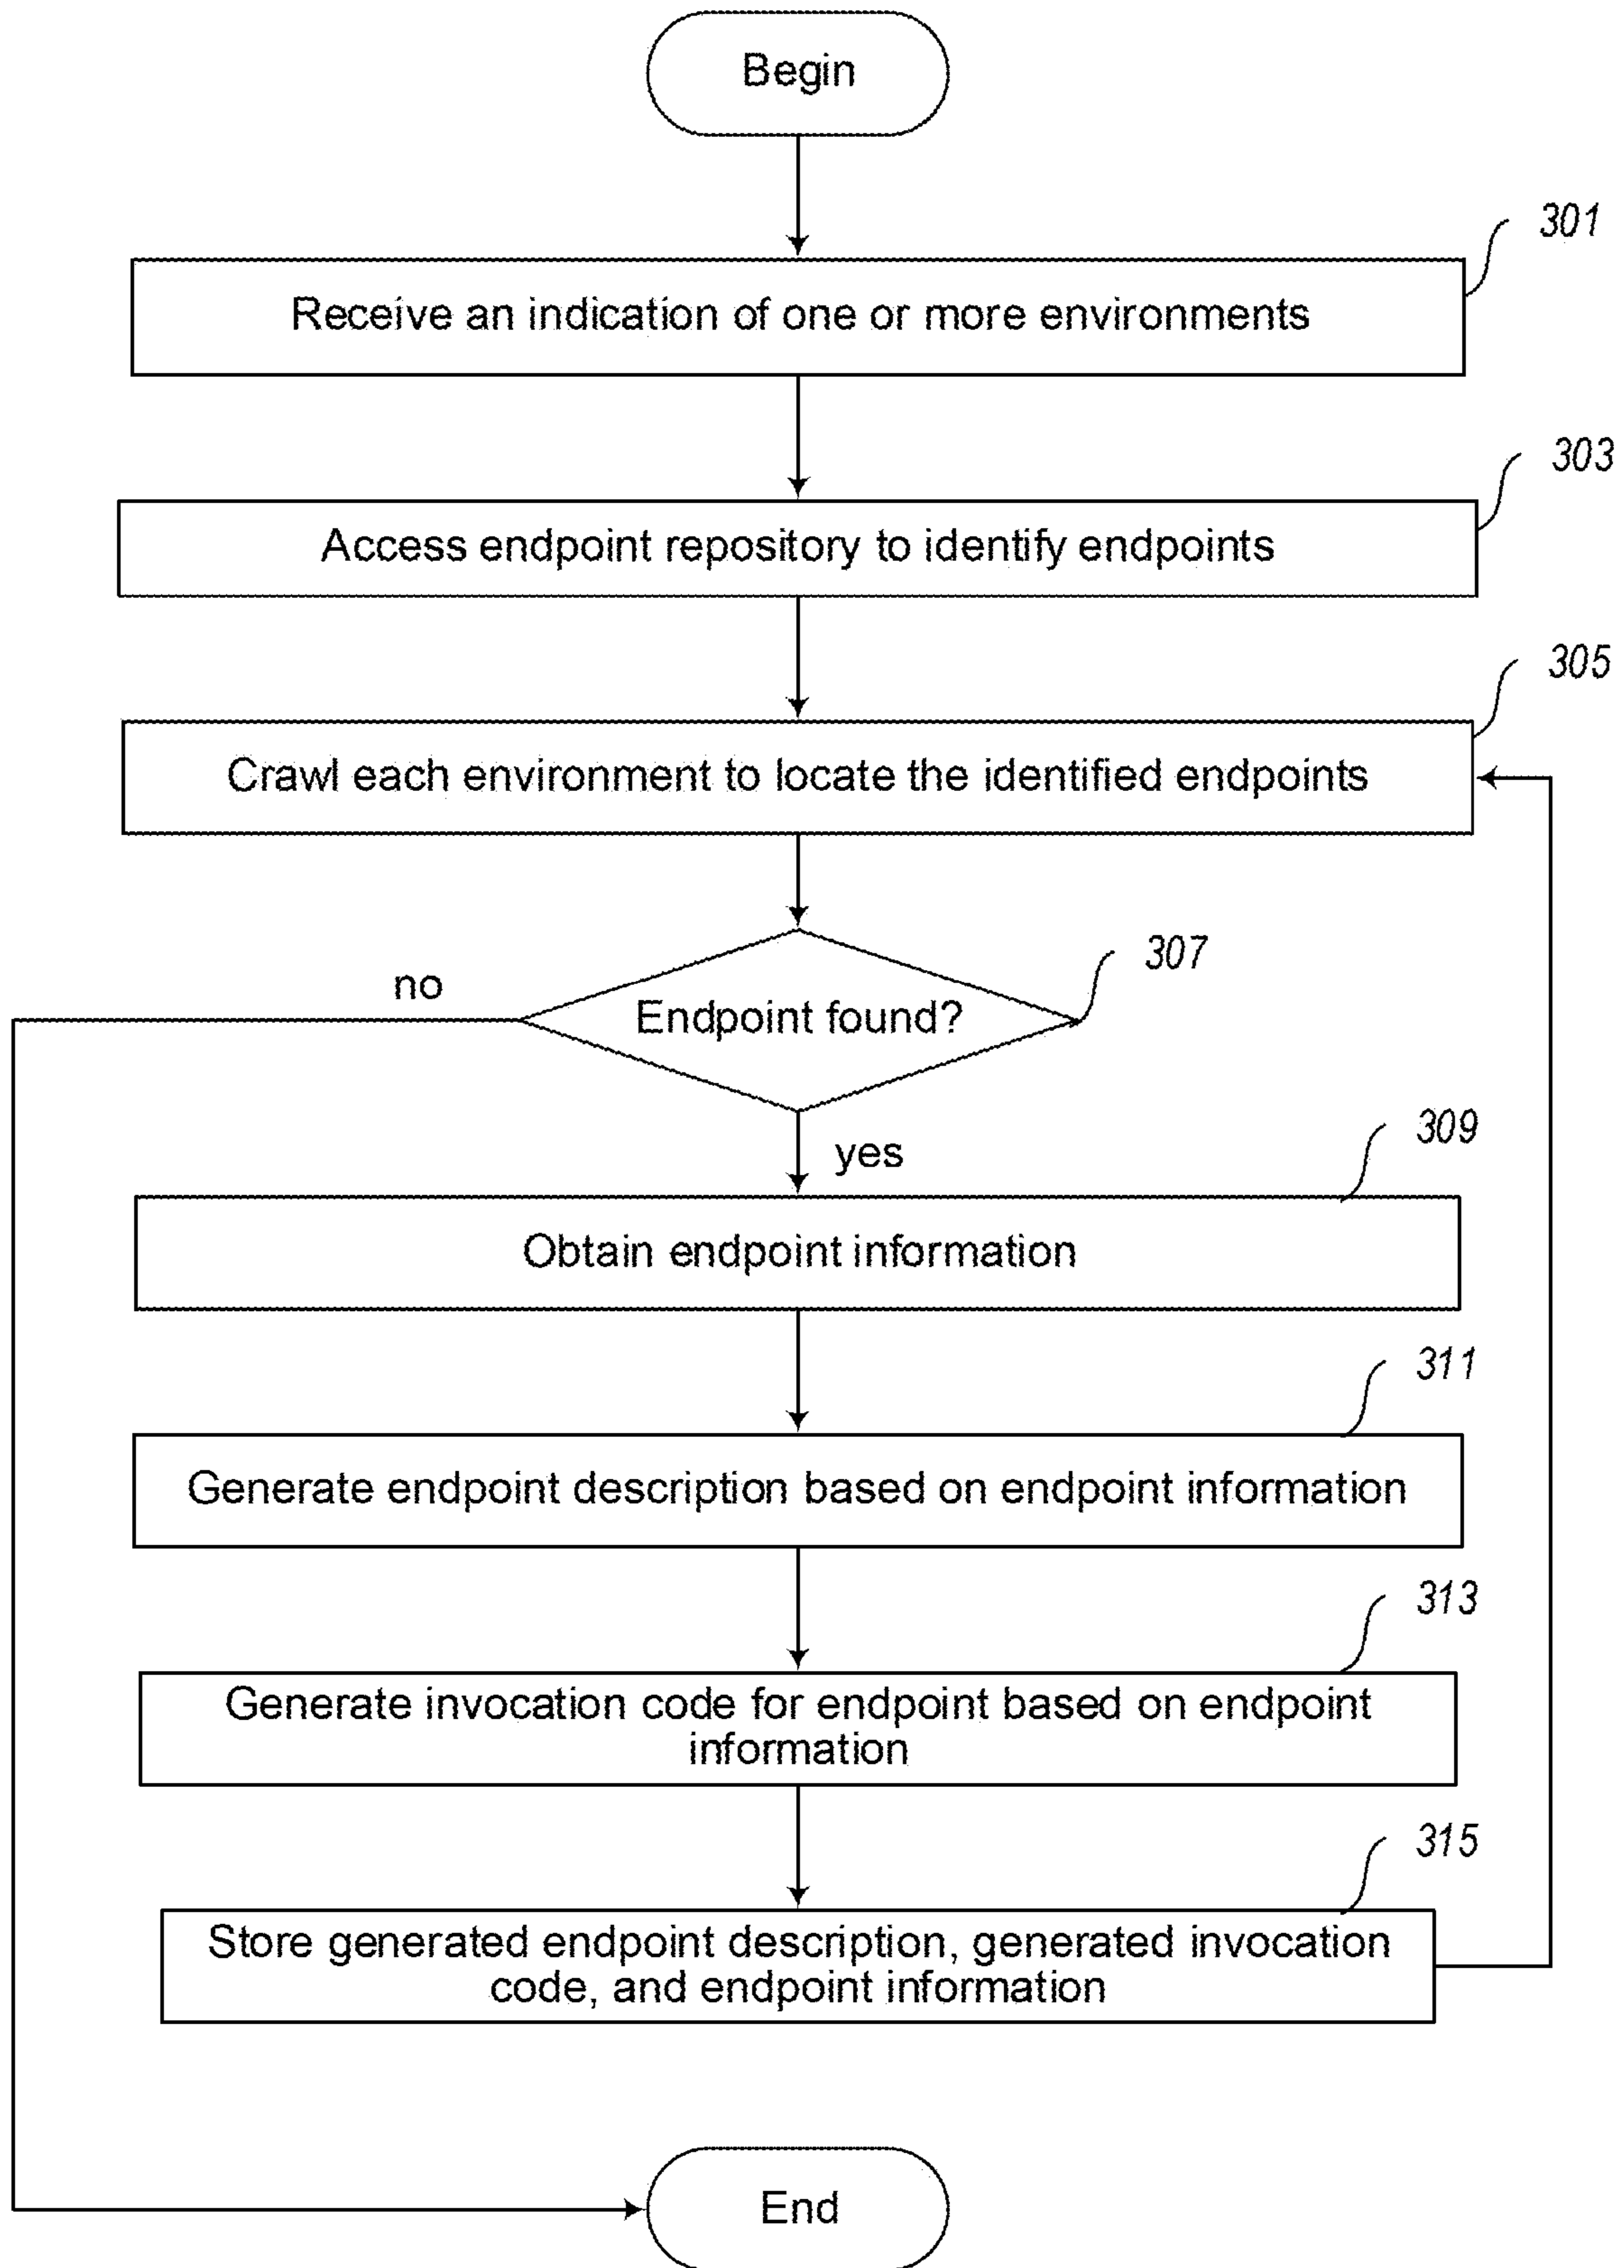 Begin
301
Receive an indication of one or more environments
303
Access endpoint repository to identify endpoints
305
Crawl each environment to locate the identified endpoints
307
no
Endpoint found?
yes
309
Obtain endpoint information
311
Generate endpoint description based on endpoint information
313
Generate invocation code for endpoint based on endpoint
information
315
Store generated endpoint description, generated invocation
code, and endpoint information
End